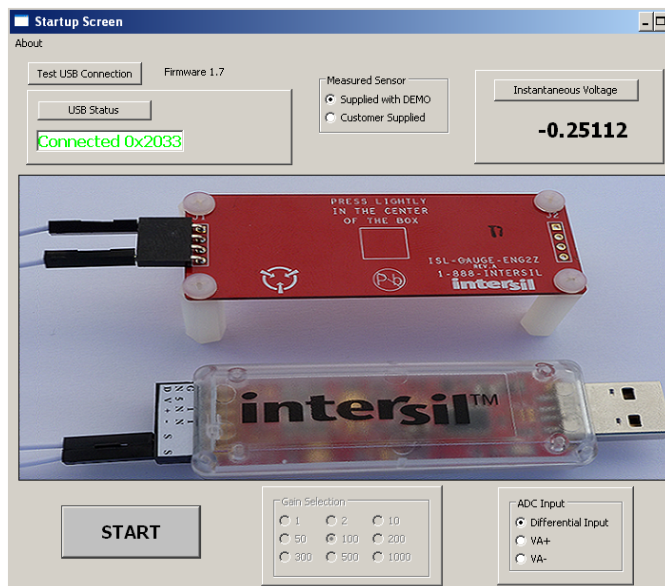 Startup Screen
About
Test USB Connection
Firmware 1.7
USB Status
Connected 0x2033
Measured Sensor
Supplied with DEMO
Customer Supplied
Instantaneous Voltage
-0.25112
PRESS LIGHTLY
IN THE CENTER
OF THE BOX
J1
J2
ISL-GAUGE-ENG2Z
REV.A
1-888-INTERSIL
intersil
Pb
intersil™
START
Gain Selection
1 2 10
50 100 200
300 500 1000
ADC Input
Differential Input
VA+
VA-